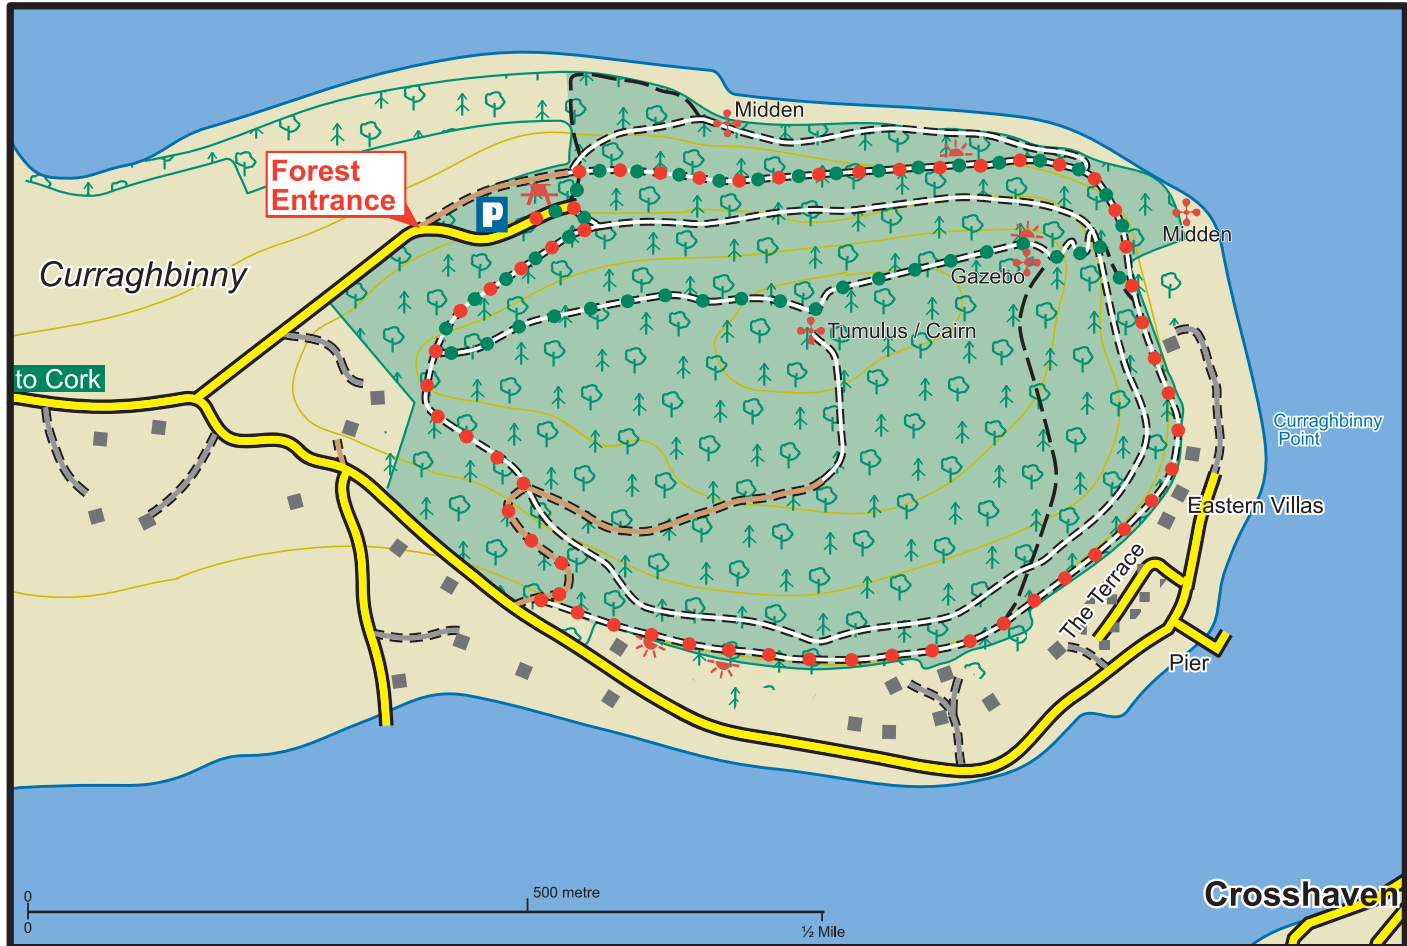 Midden
Forest
Entrance
P
Midden
Curraghbinny
Gazebo
Tumulus / Cairn
to Cork
Curraghbinny
Point
Eastern Villas
The Terrace
Pier
0
500 metre
Crosshaven
0
½ Mile